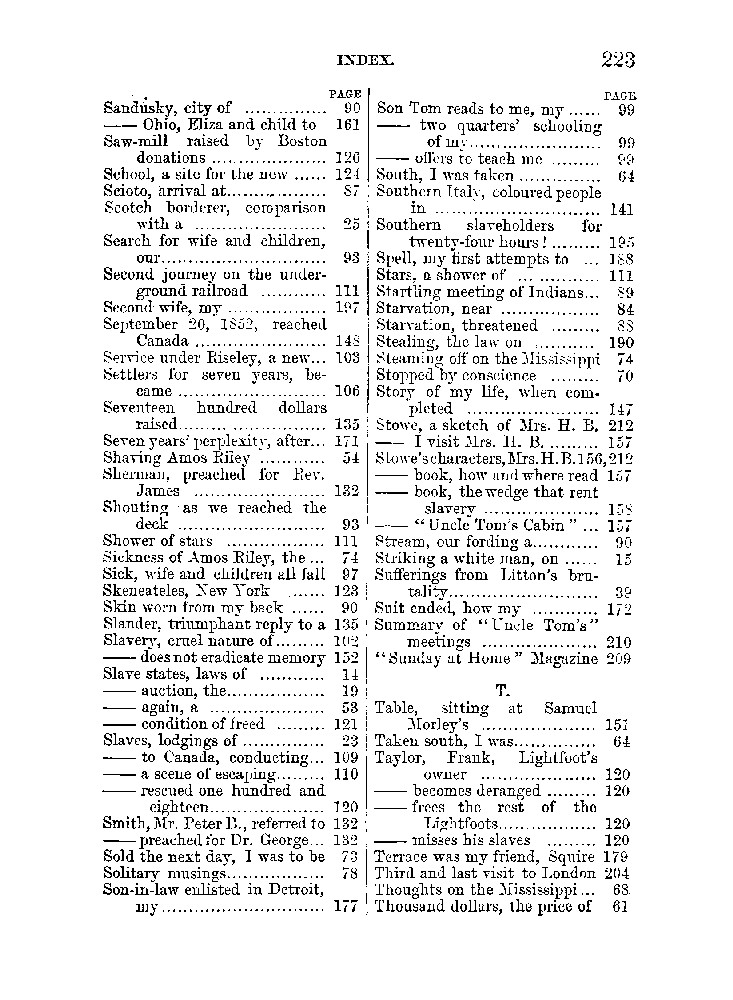 INDEX. 223
PAGE
Sandusky, city of .............. 90
—— Ohio, Eliza and child to 161
Saw-mill raised by Boston
donations .................... 126
School, a site for the new ...... 124
Scioto, arrival at.................. 87
Scotch borderer, comparison
with a ....................... 25
Search for wife and children,
our............................. 93
Second journey on the under-
ground railroad ............ 111
Second wife, my ................. 197
September 20, 1852, reached
Canada ....................... 148
Service under Riseley, a new... 103
Settlers for seven years, be-
came .......................... 106
Seventeen hundred dollars
raised.......................... 135
Seven years' perplexity, after... 171
Shaving Amos Riley ............ 54
Sherman, preached for Rev.
James ....................... 132
Shouting as we reached the
deck .......................... 93
Shower of stars ................. 111
Sickness of Amos Riley, the ... 74
Sick, wife and children all fall 97
Skeneateles, New York ....... 123
Skin worn from my back ...... 90
Slander, triumphant reply to a 135
Slavery, cruel nature of......... 102
—— does not eradicate memory 152
Slave states, laws of ............ 14
—— auction, the................. 19
—— again, a .................... 53
—— condition of freed ......... 121
Slaves, lodgings of ............... 23
—— to Canada, conducting... 109
—— a scene of escaping......... 110
—— rescued one hundred and
eighteen.................... 120
Smith, Mr. Peter B., referred to 132
—— preached for Dr. George... 132
Sold the next day, I was to be 73
Solitary musings................. 78
Son-in-law enlisted in Detroit,
my............................. 177
PAGE
Son Tom reads to me, my ...... 99
—— two quarters' schooling
of my....................... 99
—— offers to teach me ......... 99
South, I was taken .............. 64
Southern Italy, coloured people
in ............................. 141
Southern slaveholders for
twenty-four hours! ......... 195
Spell, my first attempts to ... 188
Stars, a shower of .............. 111
Startling meeting of Indians... 89
Starvation, near .................. 84
Starvation, threatened ......... 88
Stealing, the law on ........... 190
Steaming off on the Mississippi 74
Stopped by conscience ......... 70
Story of my life, when com-
pleted ....................... 147
Stowe, a sketch of Mrs. H. B. 212
—— I visit Mrs. H. B.......... 157
Stowe's characters, Mrs. H. B. 156, 212
—— book, how and where read 157
—— book, the wedge that rent
slavery .................... 158
—— "Uncle Tom's Cabin" ... 157
Stream, our fording a............ 90
Striking a white man, on ...... 15
Sufferings from Litton's bru-
tality.......................... 39
Suit ended, how my ............ 172
Summary of "Uncle Tom's"
meetings .................... 210
"Sunday at Home" Magazine 209
T.
Table, sitting at Samuel
Morley's .................... 151
Taken south, I was.............. 64
Taylor, Frank, Lightfoot's
owner .................... 120
—— becomes deranged ......... 120
—— frees the rest of the
Lightfoots................. 120
—— misses his slaves ......... 120
Terrace was my friend, Squire 179
Third and last visit to London 204
Thoughts on the Mississippi ... 68
Thousand dollars, the price of 61